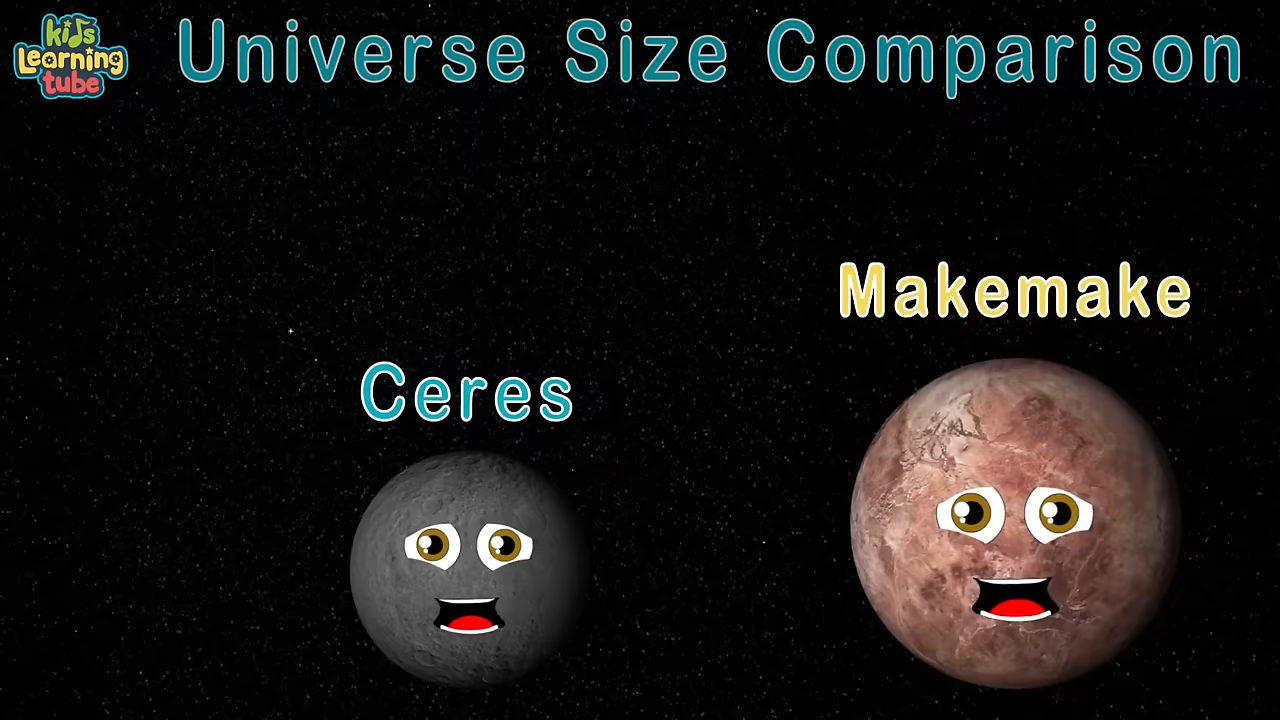 kids
Learning
tube
Universe Size Comparison
Makemake
Ceres